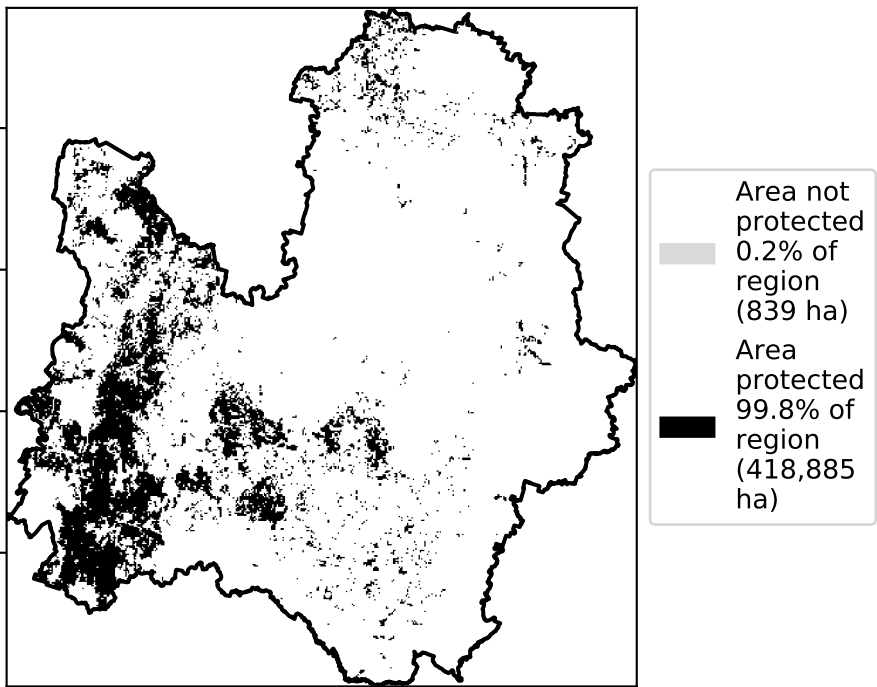 Area not
protected
0.2% of
region
(839 ha)
Area
protected
99.8% of
region
(418,885
ha)